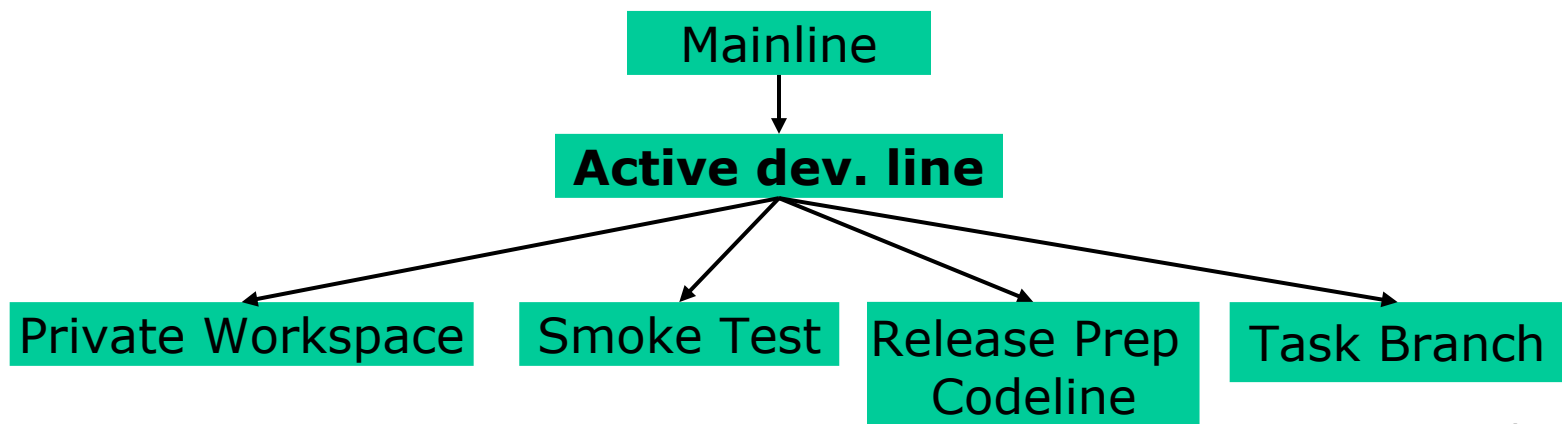 Mainline
Active dev. line
Private Workspace
Smoke Test
Release Prep
Codeline
Task Branch